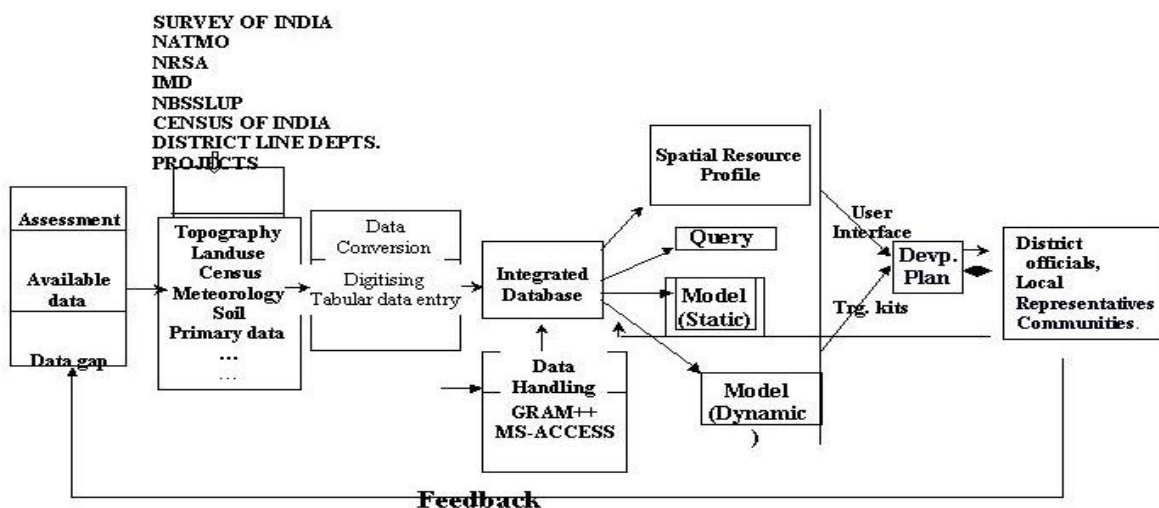 SURVEY OF INDIA
NATMO
NRSA
IMD
NBSSLUP
CENSUS OF INDIA
DISTRICT LINE DEPTS.
PROJECTS
Assessment
Available
data
Data gap
Topography
Landuse
Census
Meteorology
Soil
Primary data
...
...
Data
Conversion
Digitising
Tabular data entry
Integrated
Database
Data
Handling
GRAM++
MS-ACCESS
Spatial Resource
Profile
Query
Model
(Static)
Model
(Dynamic
)
User
Interface
Trg. kits
Devp.
Plan
District
officials,
Local
Representatives
Communities.
Feedback